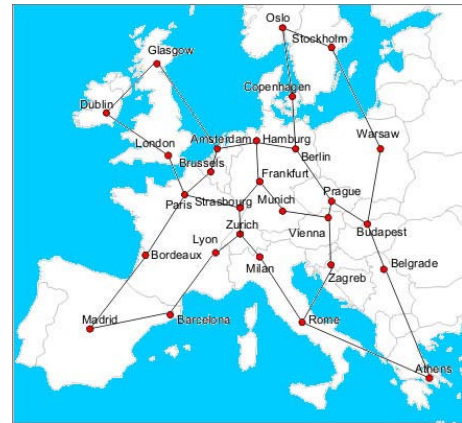 Oslo
Stockholm
Glasgow
Copenhagen
Dublin
London
Amsterdam
Hamburg
Warsaw
Brussels
Berlin
Frankfurt
Prague
Paris
Strasbourg
Munich
Zurich
Vienna
Budapest
Bordeaux
Lyon
Milan
Zagreb
Belgrade
Madrid
Barcelona
Rome
Athens